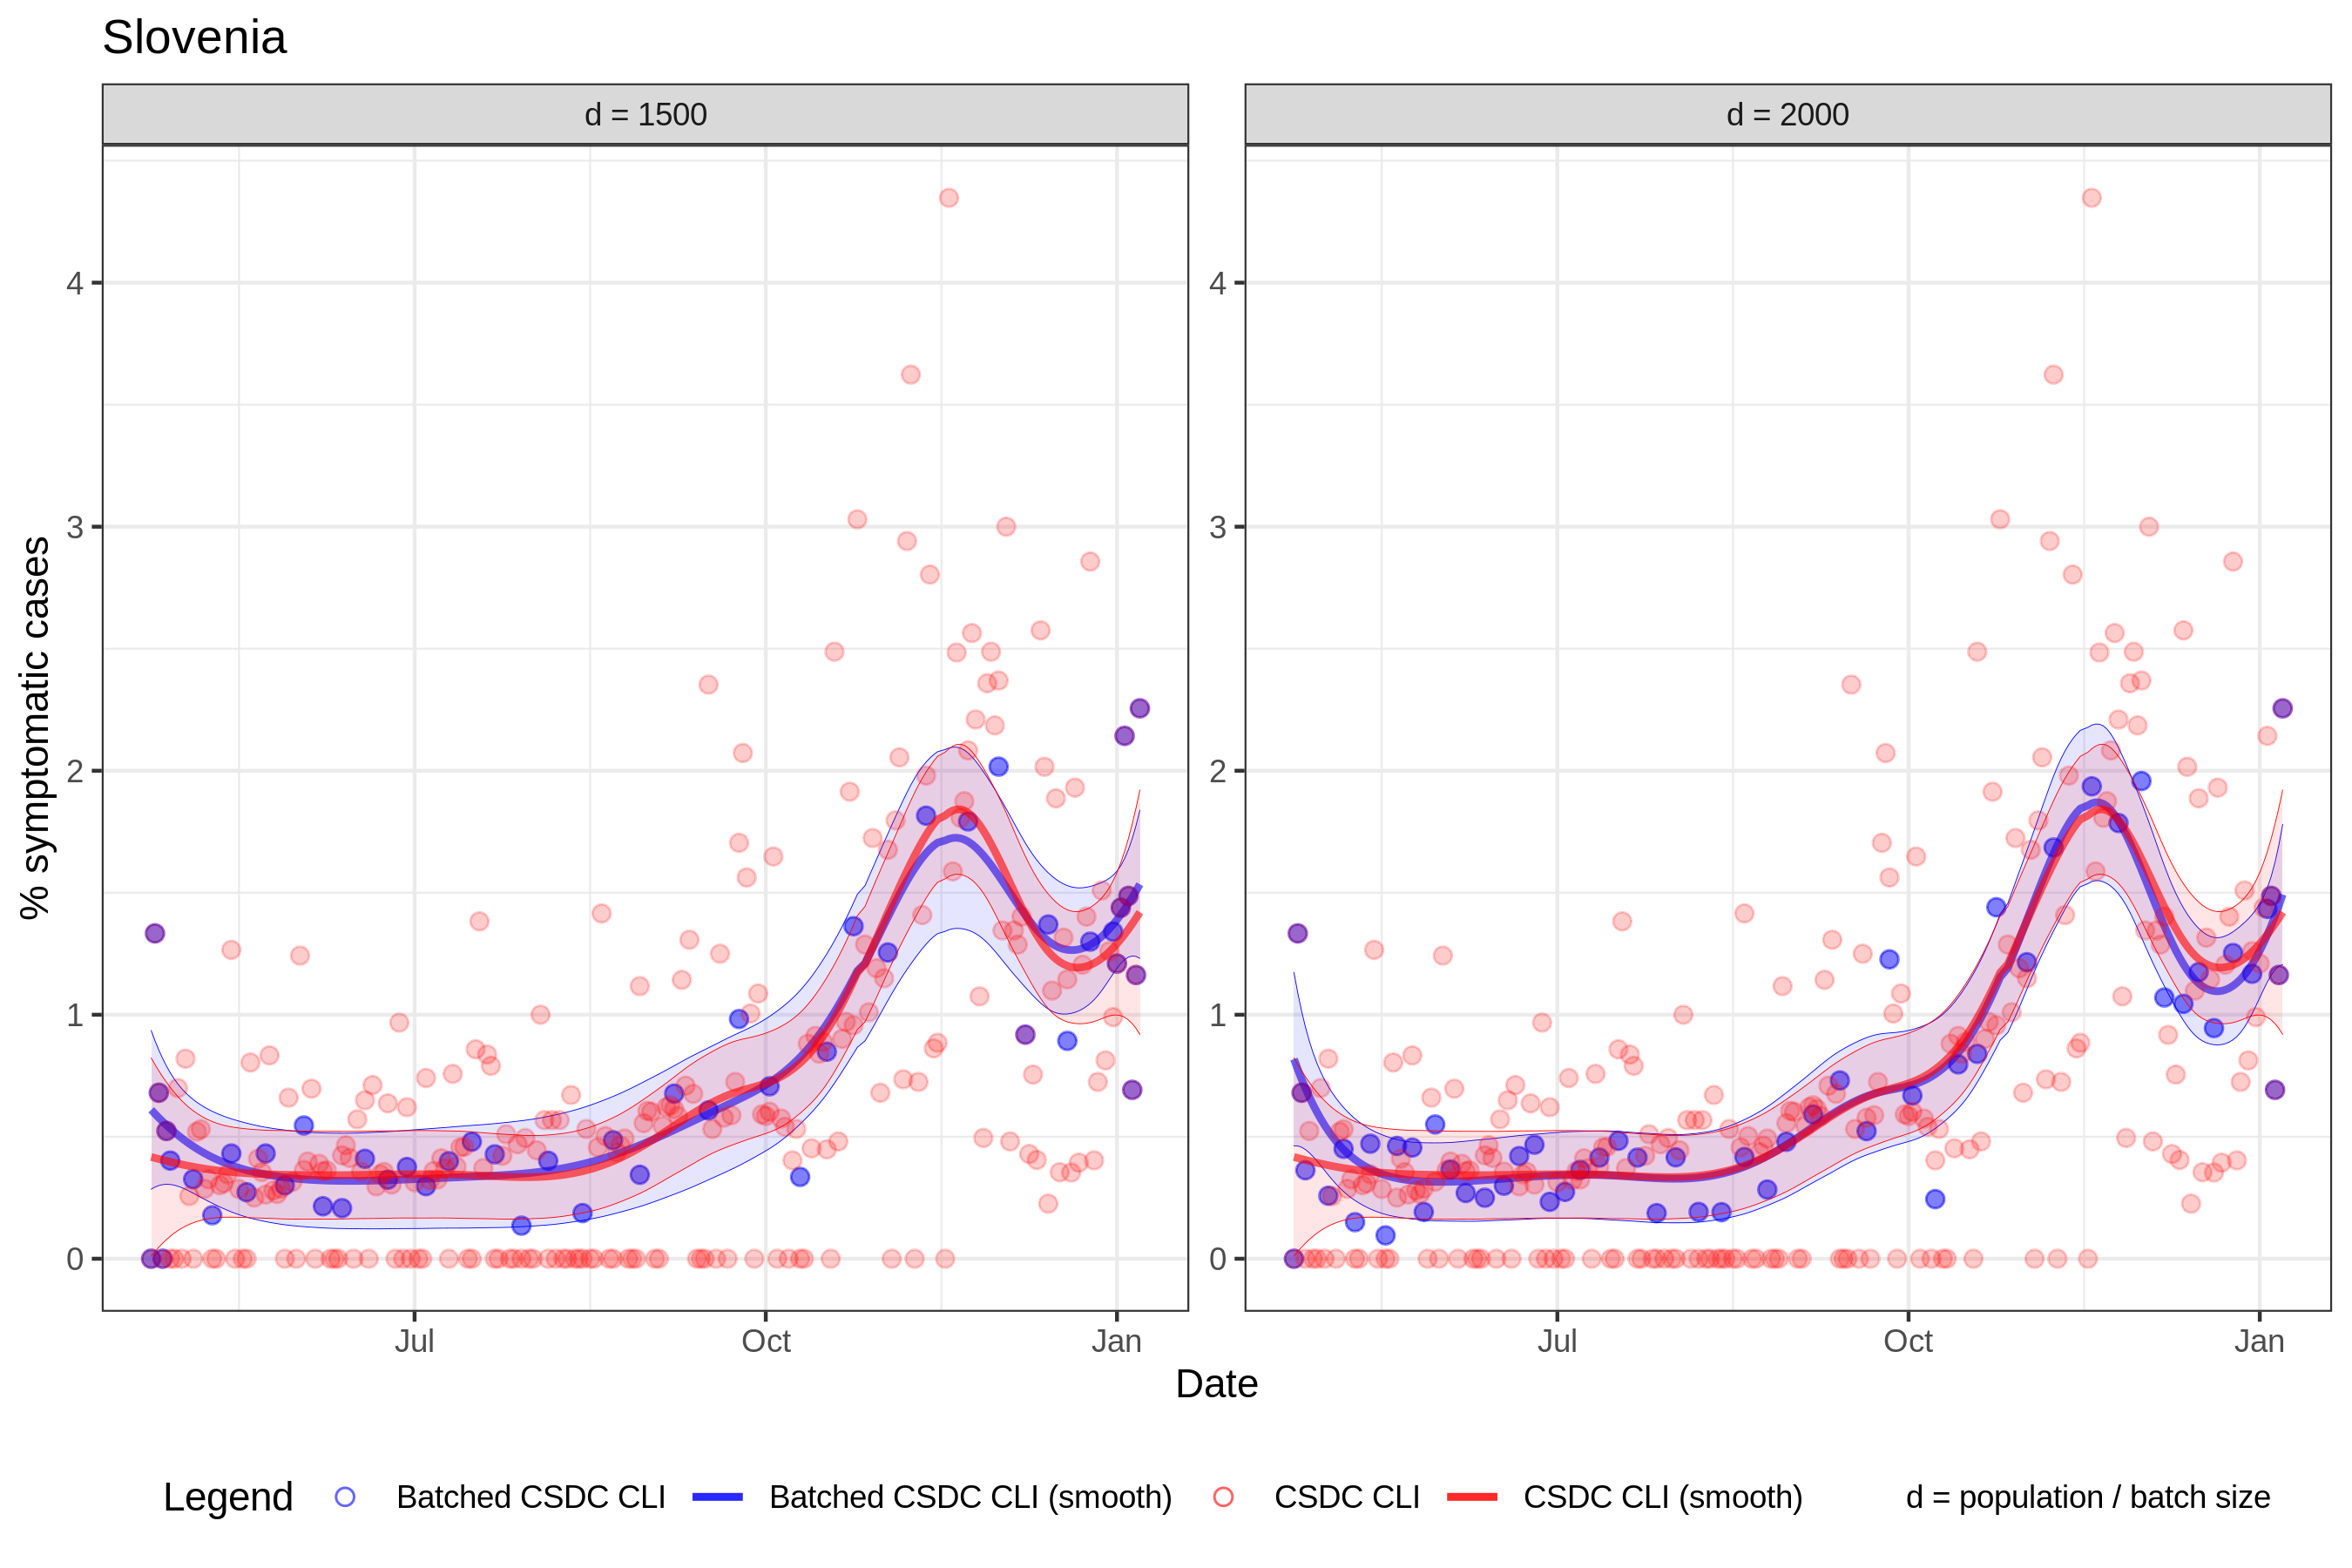 Slovenia
d = 1500
d = 2000
% symptomatic cases
4
3
2
1
0
4
3
2
1
0
Jul
Oct
Jan
Jul
Oct
Jan
Date
Legend Batched CSDC CLI Batched CSDC CLI (smooth) CSDC CLI CSDC CLI (smooth) d = population / batch size